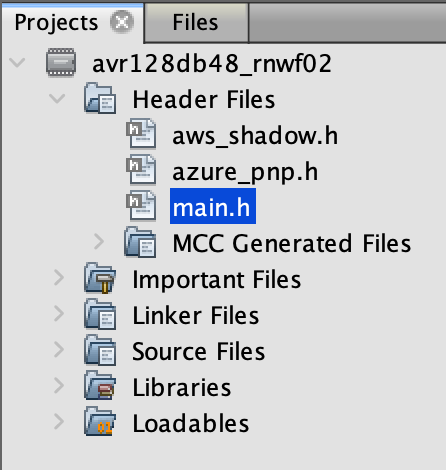 Projects Files
avr128db48_rnwf02
Header Files
aws_shadow.h
azure_pnp.h
main.h
MCC Generated Files
Important Files
Linker Files
Source Files
Libraries
Loadables